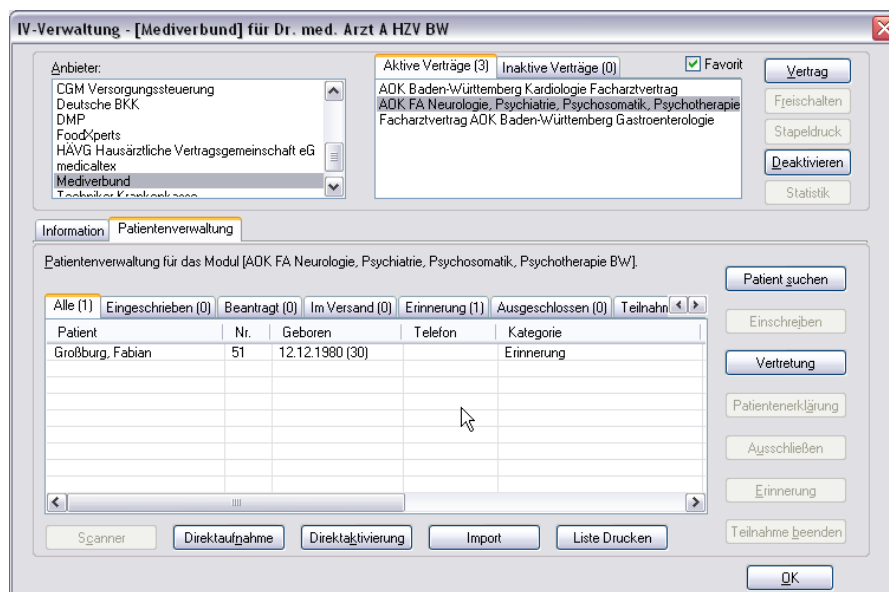 IV-Verwaltung - [Mediverbund] für Dr. med. Arzt A HZV BW
Anbieter:
CGM Versorgungssteuerung
Deutsche BKK
DMP
FoodXperts
HÄVG Hausärztliche Vertragsgemeinschaft eG
medicaltex
Mediverbund
Techniker Krankenkasse
Aktive Verträge (3) Inaktive Verträge (0) Favorit
AOK Baden-Württemberg Kardiologie Facharztvertrag
AOK FA Neurologie, Psychiatrie, Psychosomatik, Psychotherapie
Facharztvertrag AOK Baden-Württemberg Gastroenterologie
Vertrag
Freischalten
Stapeldruck
Deaktivieren
Statistik
Information Patientenverwaltung
Patientenverwaltung für das Modul [AOK FA Neurologie, Psychiatrie, Psychosomatik, Psychotherapie BW].
Alle (1) Eingeschrieben (0) Beantragt (0) Im Versand (0) Erinnerung (1) Ausgeschlossen (0) Teilnahm
Patient Nr. Geboren Telefon Kategorie
Großburg, Fabian 51 12.12.1980 (30) Erinnerung
Patient suchen
Einschreiben
Vertretung
Patientenerklärung
Ausschließen
Erinnerung
Teilnahme beenden
Scanner Direktaufnahme Direktaktivierung Import Liste Drucken
OK